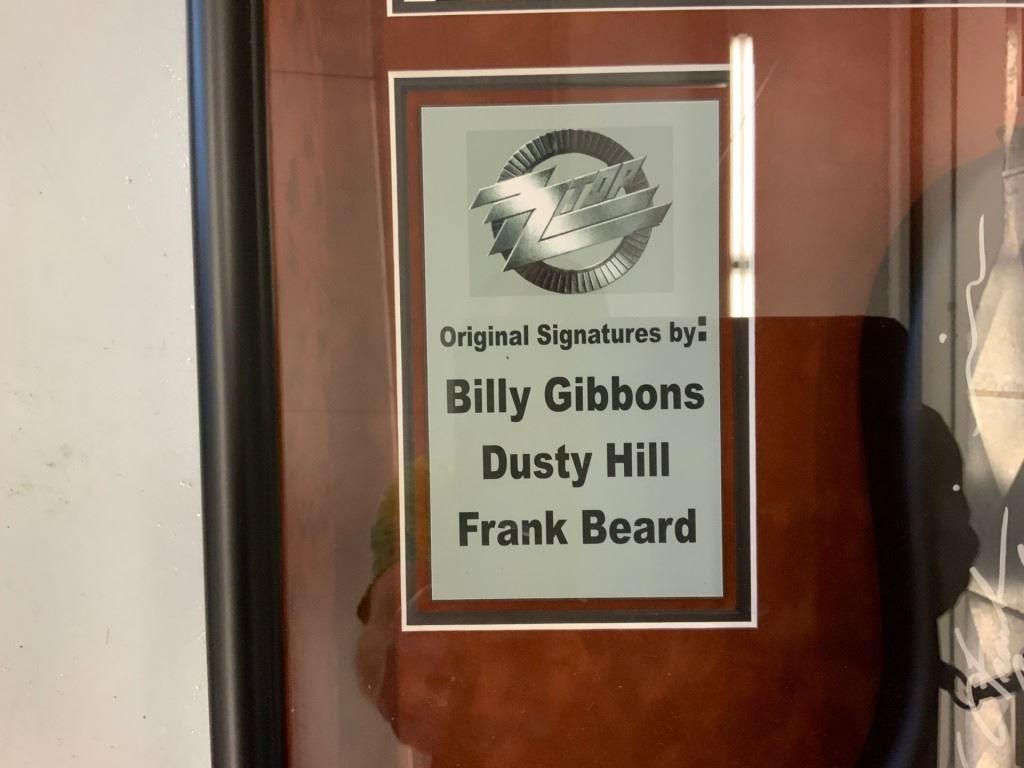 ZZ TOP
Original Signatures by:
Billy Gibbons
Dusty Hill
Frank Beard